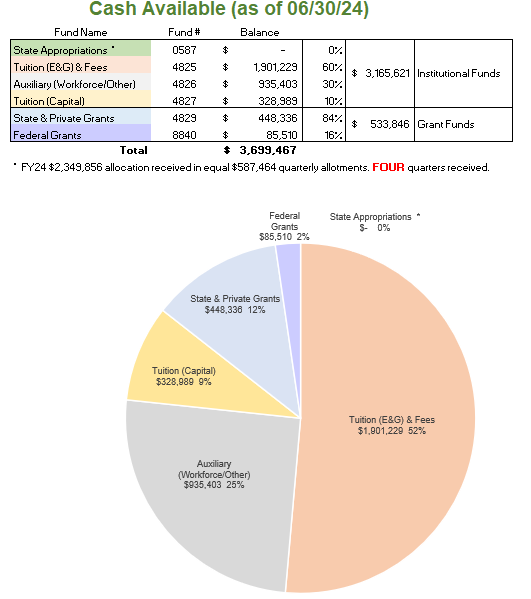 Cash Available (as of 06/30/24)
Fund Name Fund # Balance
State Appropriations * 0587 $ - 0%
Tuition (E&G) & Fees 4825 $ 1,901,229 60%
$ 3,165,621 Institutional Funds
Auxiliary (Workforce/Other) 4826 $ 935,403 30%
Tuition (Capital) 4827 $ 328,989 10%
State & Private Grants 4829 $ 448,336 84%
$ 533,846 Grant Funds
Federal Grants 8840 $ 85,510 16%
Total $ 3,699,467
* FY24 $2,349,856 allocation received in equal $587,464 quarterly allotments. FOUR quarters received.
Federal
Grants
$85,510 2%
State Appropriations *
$- 0%
State & Private Grants
$448,336 12%
Tuition (Capital)
$328,989 9%
Tuition (E&G) & Fees
$1,901,229 52%
Auxiliary
(Workforce/Other)
$935,403 25%